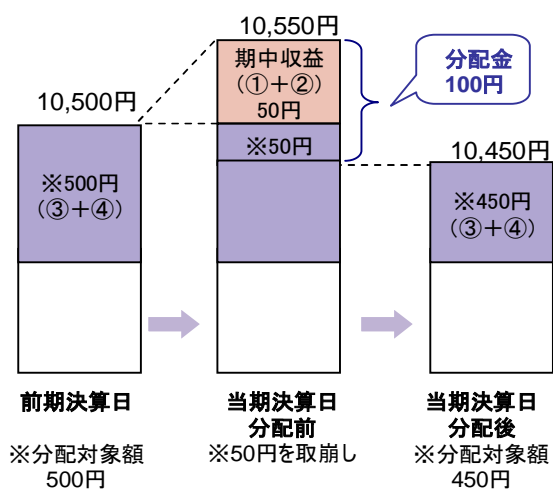 10,550円
期中収益
(①+②)
50円
分配金
100円
10,500円
※50円
10,450円
※500円
(③+④)
※450円
(③+④)
前期決算日
当期決算日
分配前
当期決算日
分配後
※分配対象額
500円
※50円を取崩し
※分配対象額
450円